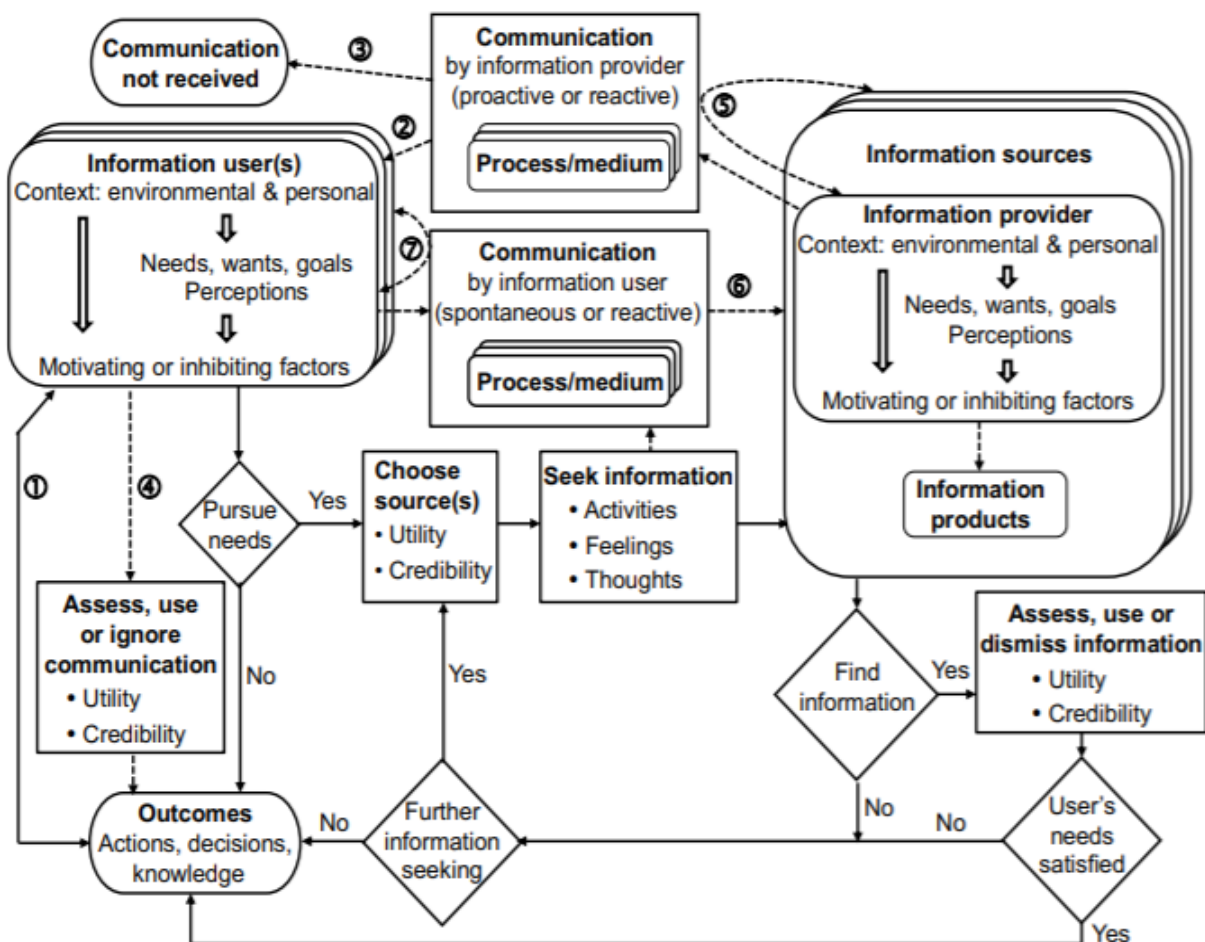 Communication
not received
③
Communication
by information provider
(proactive or reactive)
Process/medium
②
⑤
Information user(s)
Context: environmental & personal
Needs, wants, goals
Perceptions
Motivating or inhibiting factors
⑦
Communication
by information user
(spontaneous or reactive)
Process/medium
⑥
Information sources
Information provider
Context: environmental & personal
Needs, wants, goals
Perceptions
Motivating or inhibiting factors
Information
products
①
④
Pursue
needs
Yes
No
Choose
source(s)
• Utility
• Credibility
Seek information
• Activities
• Feelings
• Thoughts
Assess, use
or ignore
communication
• Utility
• Credibility
Yes
Find
information
Yes
No
Assess, use or
dismiss information
• Utility
• Credibility
Outcomes
Actions, decisions,
knowledge
No
Further
information
seeking
No
User's
needs
satisfied
Yes